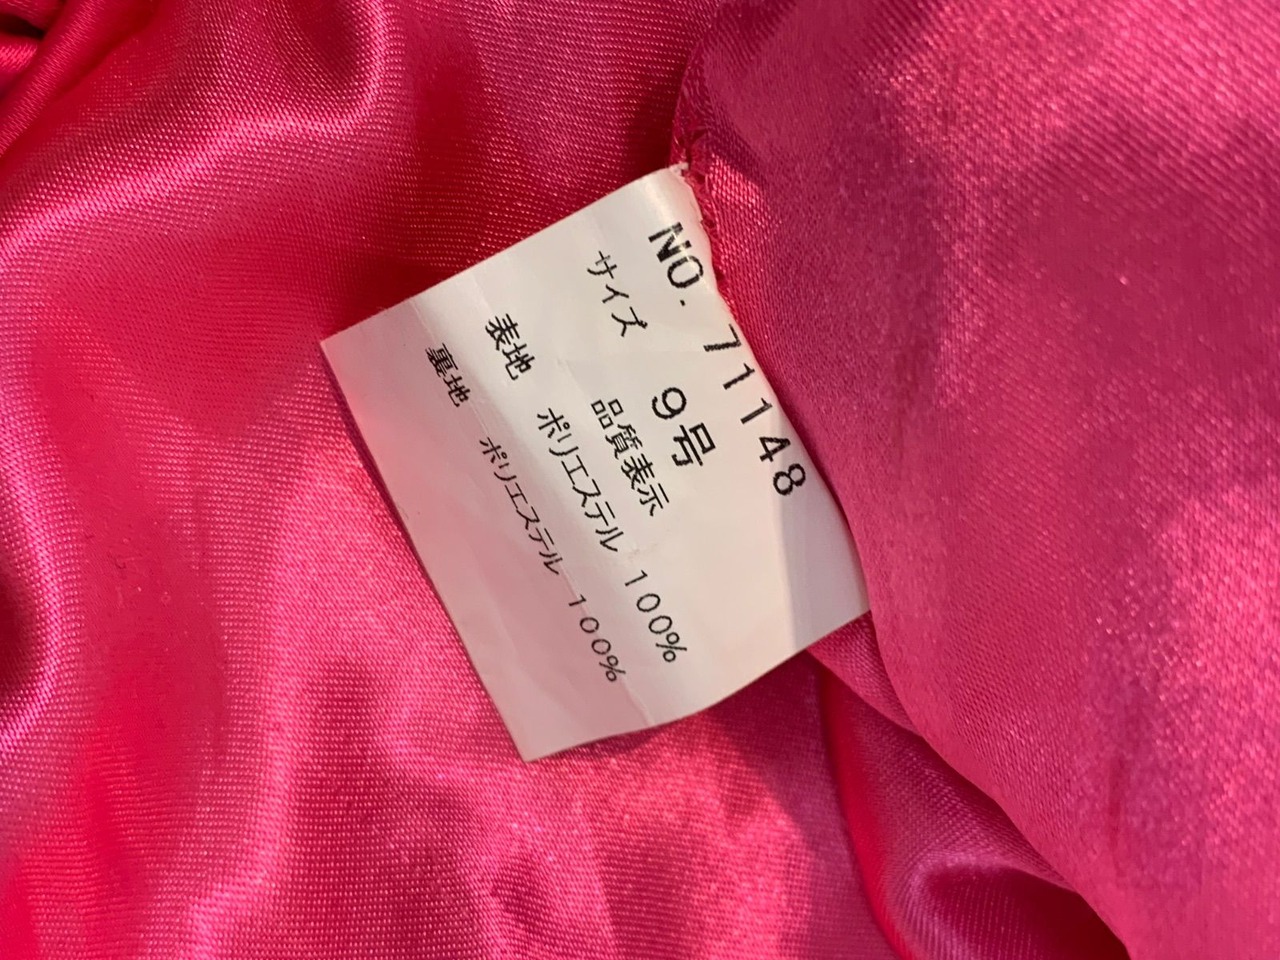 NO. 71148
サイズ 9号
品質表示
表地 ポリエステル 100%
裏地 ポリエステル 100%